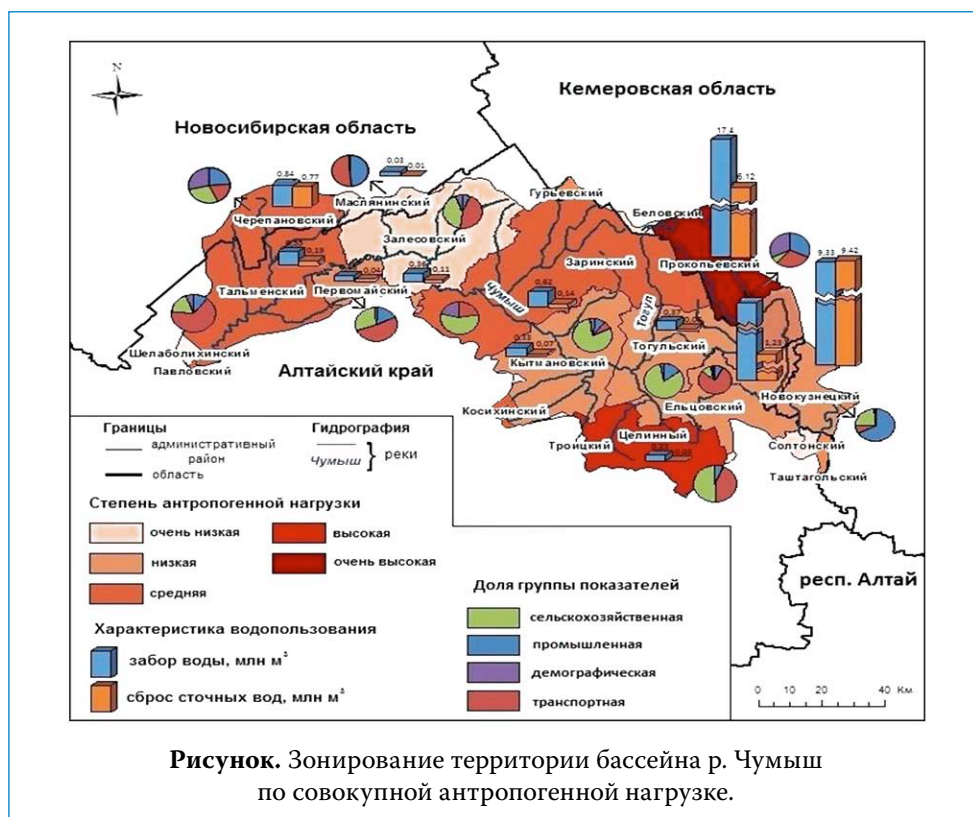 N
Кемеровская область
Новосибирская область
17,4
6,12
0,03
0,01
0,84
0,77
Гурьевский
Маслянинский
Беловский
Черепановский
Залесовский
Прокопьевский
Заринский
9,33
9,42
0,19
0,36
0,11
0,04
Тальменский
Первомайский
Чумыш
Тогул
0,62
0,14
0,37
1,23
0,33
0,07
Тогульский
Шелаболихинский
Кытмановский
Павловский
Алтайский край
Новокузнецкий
Косихинский
Ельцовский
Целинный
Троицкий
Солтонский
Таштагольский
Границы
административный район
область
Гидрография
Чумыш } реки
Степень антропогенной нагрузки
очень низкая
высокая
низкая
очень высокая
средняя
респ. Алтай
Доля группы показателей
сельскохозяйственная
промышленная
демографическая
транспортная
Характеристика водопользования
забор воды, млн м³
сброс сточных вод, млн м³
0 10 20 40 Км
Рисунок. Зонирование территории бассейна р. Чумыш
по совокупной антропогенной нагрузке.